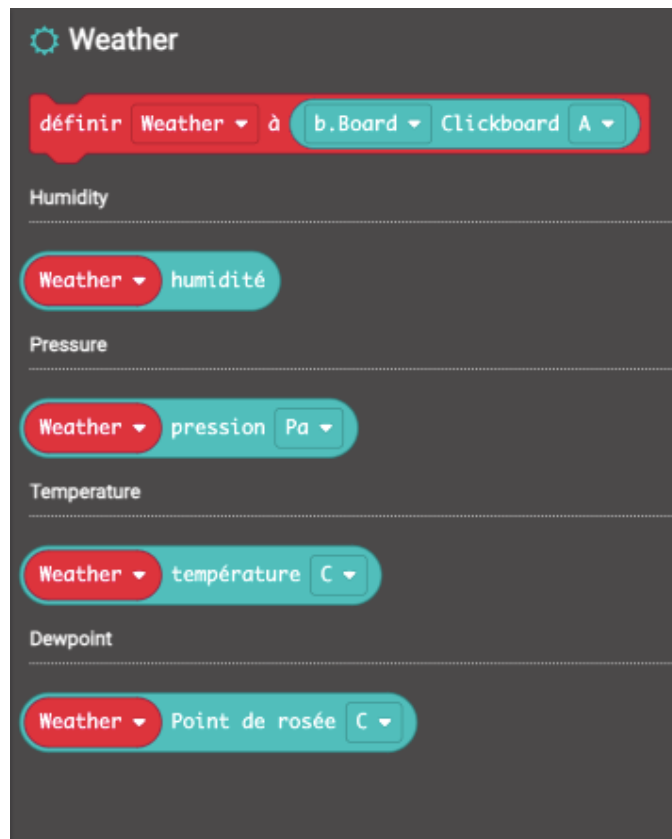 Weather
définir Weather à b.Board Clickboard A
Humidity
Weather humidité
Pressure
Weather pression Pa
Temperature
Weather température C
Dewpoint
Weather Point de rosée C